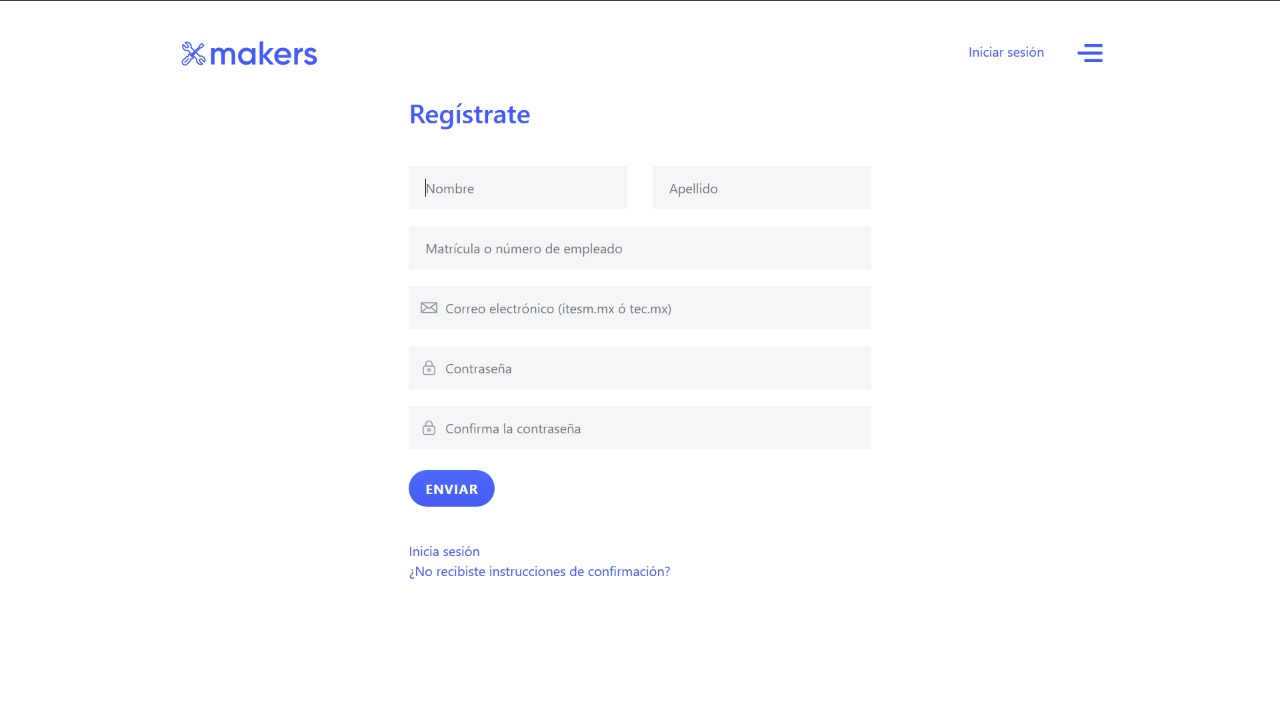 makers
Iniciar sesión
Regístrate
Nombre
Apellido
Matrícula o número de empleado
Correo electrónico (itesm.mx ó tec.mx)
Contraseña
Confirma la contraseña
ENVIAR
Inicia sesión
¿No recibiste instrucciones de confirmación?